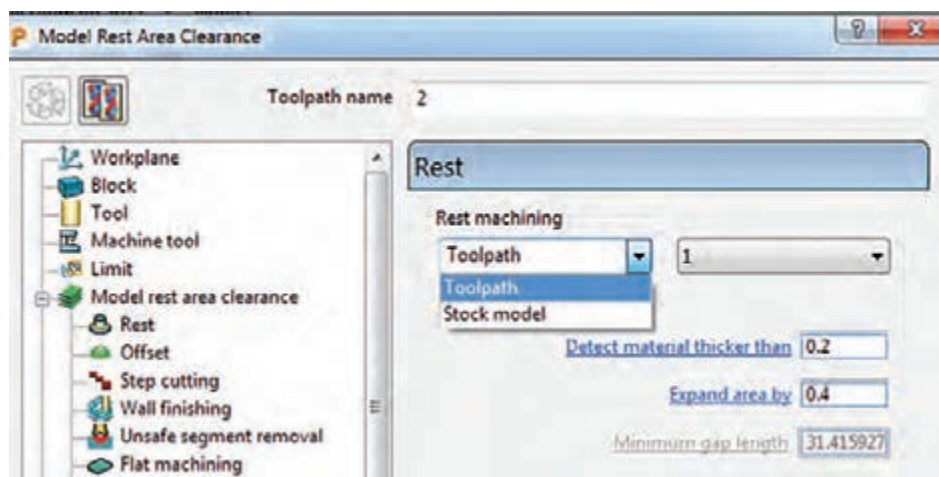 Model Rest Area Clearance
Toolpath name 2
Workplane
Block
Tool
Machine tool
Limit
Model rest area clearance
Rest
Offset
Step cutting
Wall finishing
Unsafe segment removal
Flat machining
Rest
Rest machining
Toolpath 1
Toolpath
Stock model
Detect material thicker than 0.2
Expand area by 0.4
Minimum gap length 31.415927